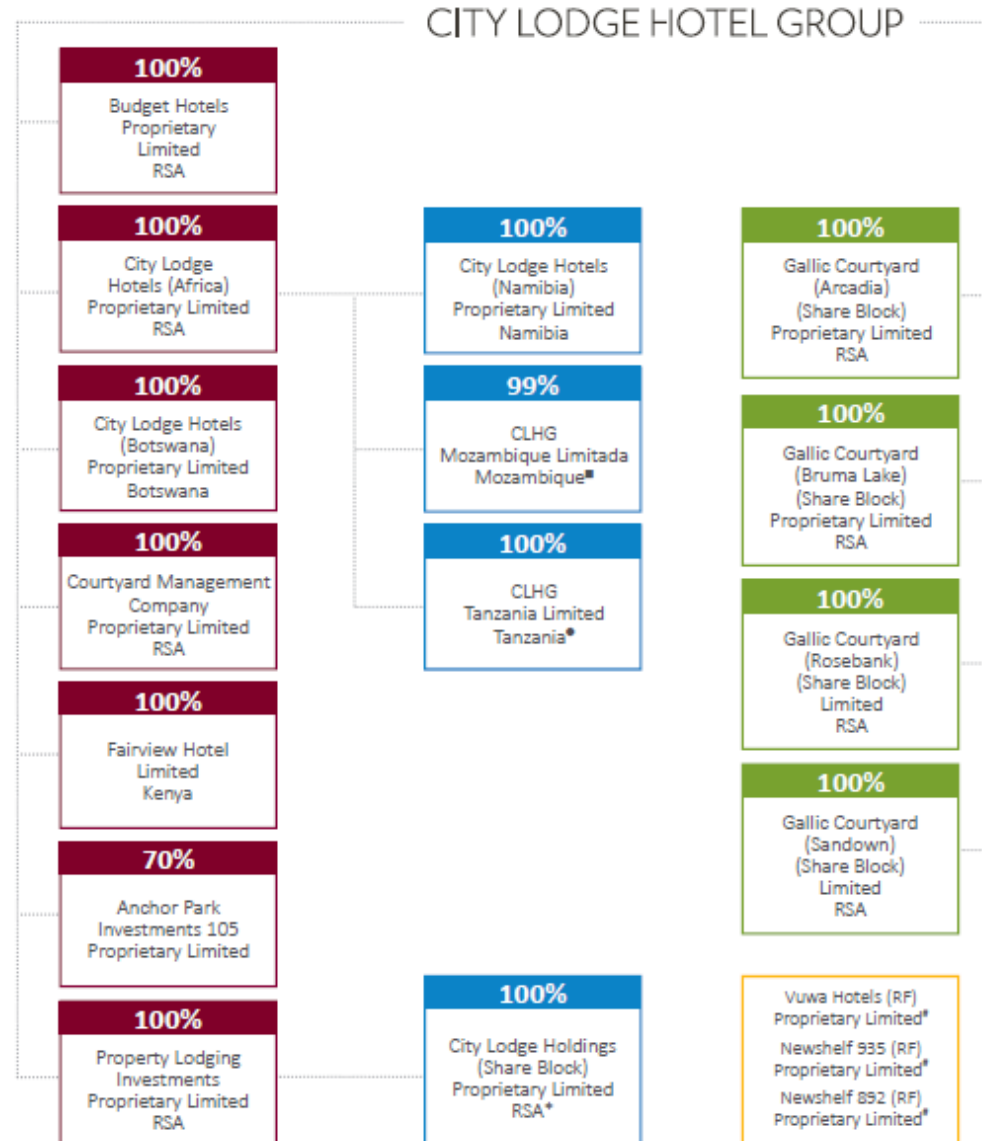 CITY LODGE HOTEL GROUP
100%
Budget Hotels
Proprietary
Limited
RSA
100%
City Lodge
Hotels (Africa)
Proprietary Limited
RSA
100%
City Lodge Hotels
(Botswana)
Proprietary Limited
Botswana
100%
Courtyard Management
Company
Proprietary Limited
RSA
100%
Fairview Hotel
Limited
Kenya
70%
Anchor Park
Investments 105
Proprietary Limited
100%
Property Lodging
Investments
Proprietary Limited
RSA
100%
City Lodge Hotels
(Namibia)
Proprietary Limited
Namibia
99%
CLHG
Mozambique Limitada
Mozambique■
100%
CLHG
Tanzania Limited
Tanzania●
100%
City Lodge Holdings
(Share Block)
Proprietary Limited
RSA+
100%
Gallic Courtyard
(Arcadia)
(Share Block)
Proprietary Limited
RSA
100%
Gallic Courtyard
(Bruma Lake)
(Share Block)
Proprietary Limited
RSA
100%
Gallic Courtyard
(Rosebank)
(Share Block)
Limited
RSA
100%
Gallic Courtyard
(Sandown)
(Share Block)
Limited
RSA
Vuwa Hotels (RF)
Proprietary Limited#
Newshelf 935 (RF)
Proprietary Limited#
Newshelf 892 (RF)
Proprietary Limited#